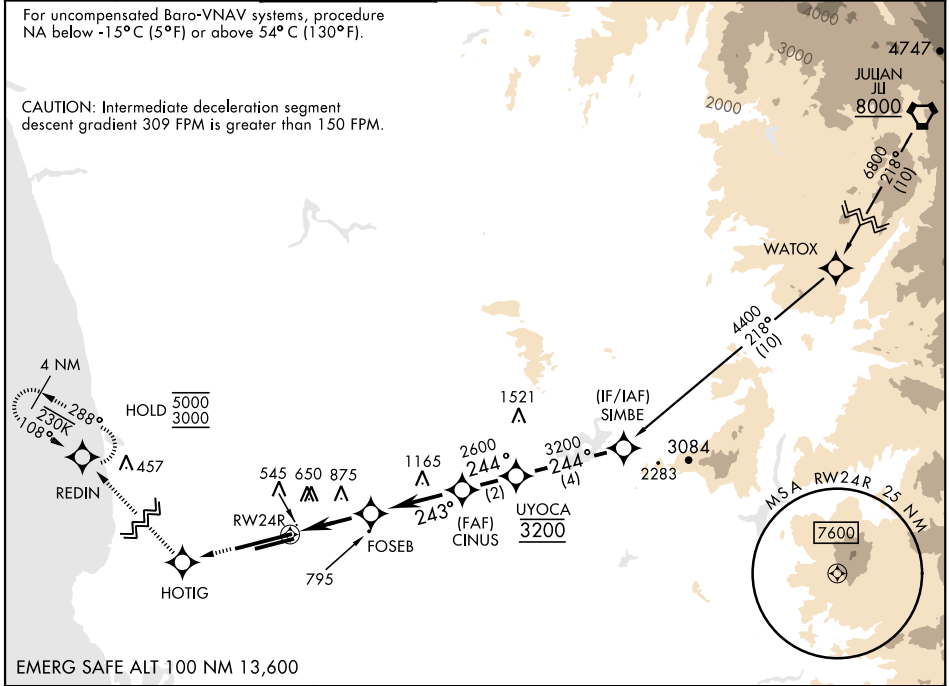 For uncompensated Baro-VNAV systems, procedure
NA below -15°C (5°F) or above 54°C (130°F).
CAUTION: Intermediate deceleration segment
descent gradient 309 FPM is greater than 150 FPM.
4000
3000
2000
4747
JULIAN
JLI
8000
6800
218°
(10)
WATOX
4400
218°
(10)
4 NM
288°
230K
108°
HOLD
5000
3000
REDIN
457
1521
(IF/IAF)
SIMBE
3084
2283
545
650
875
1165
2600
244°
(2)
3200
244°
(4)
243°
RW24R
FOSEB
(FAF)
CINUS
UYOCA
3200
795
HOTIG
MSA RW24R 25 NM
7600
EMERG SAFE ALT 100 NM 13,600